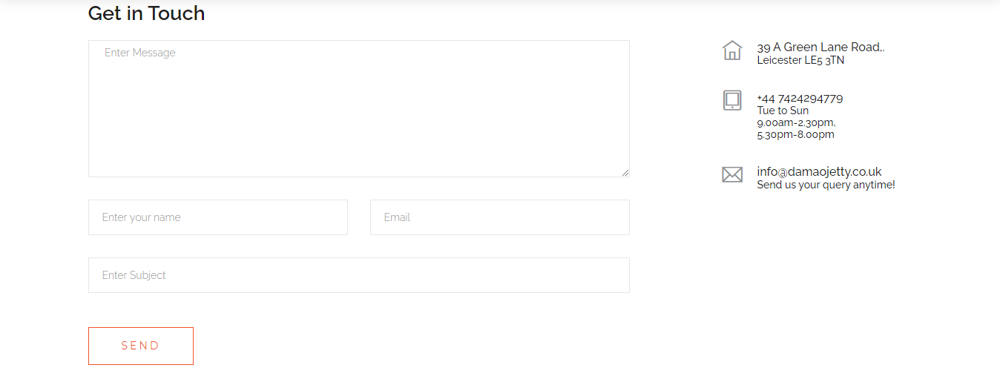 Get in Touch
Enter Message
Enter your name
Email
Enter Subject
SEND
39 A Green Lane Road,.
Leicester LE5 3TN
+44 7424294779
Tue to Sun
9.00am-2.30pm,
5.30pm-8.00pm
info@damaojetty.co.uk
Send us your query anytime!